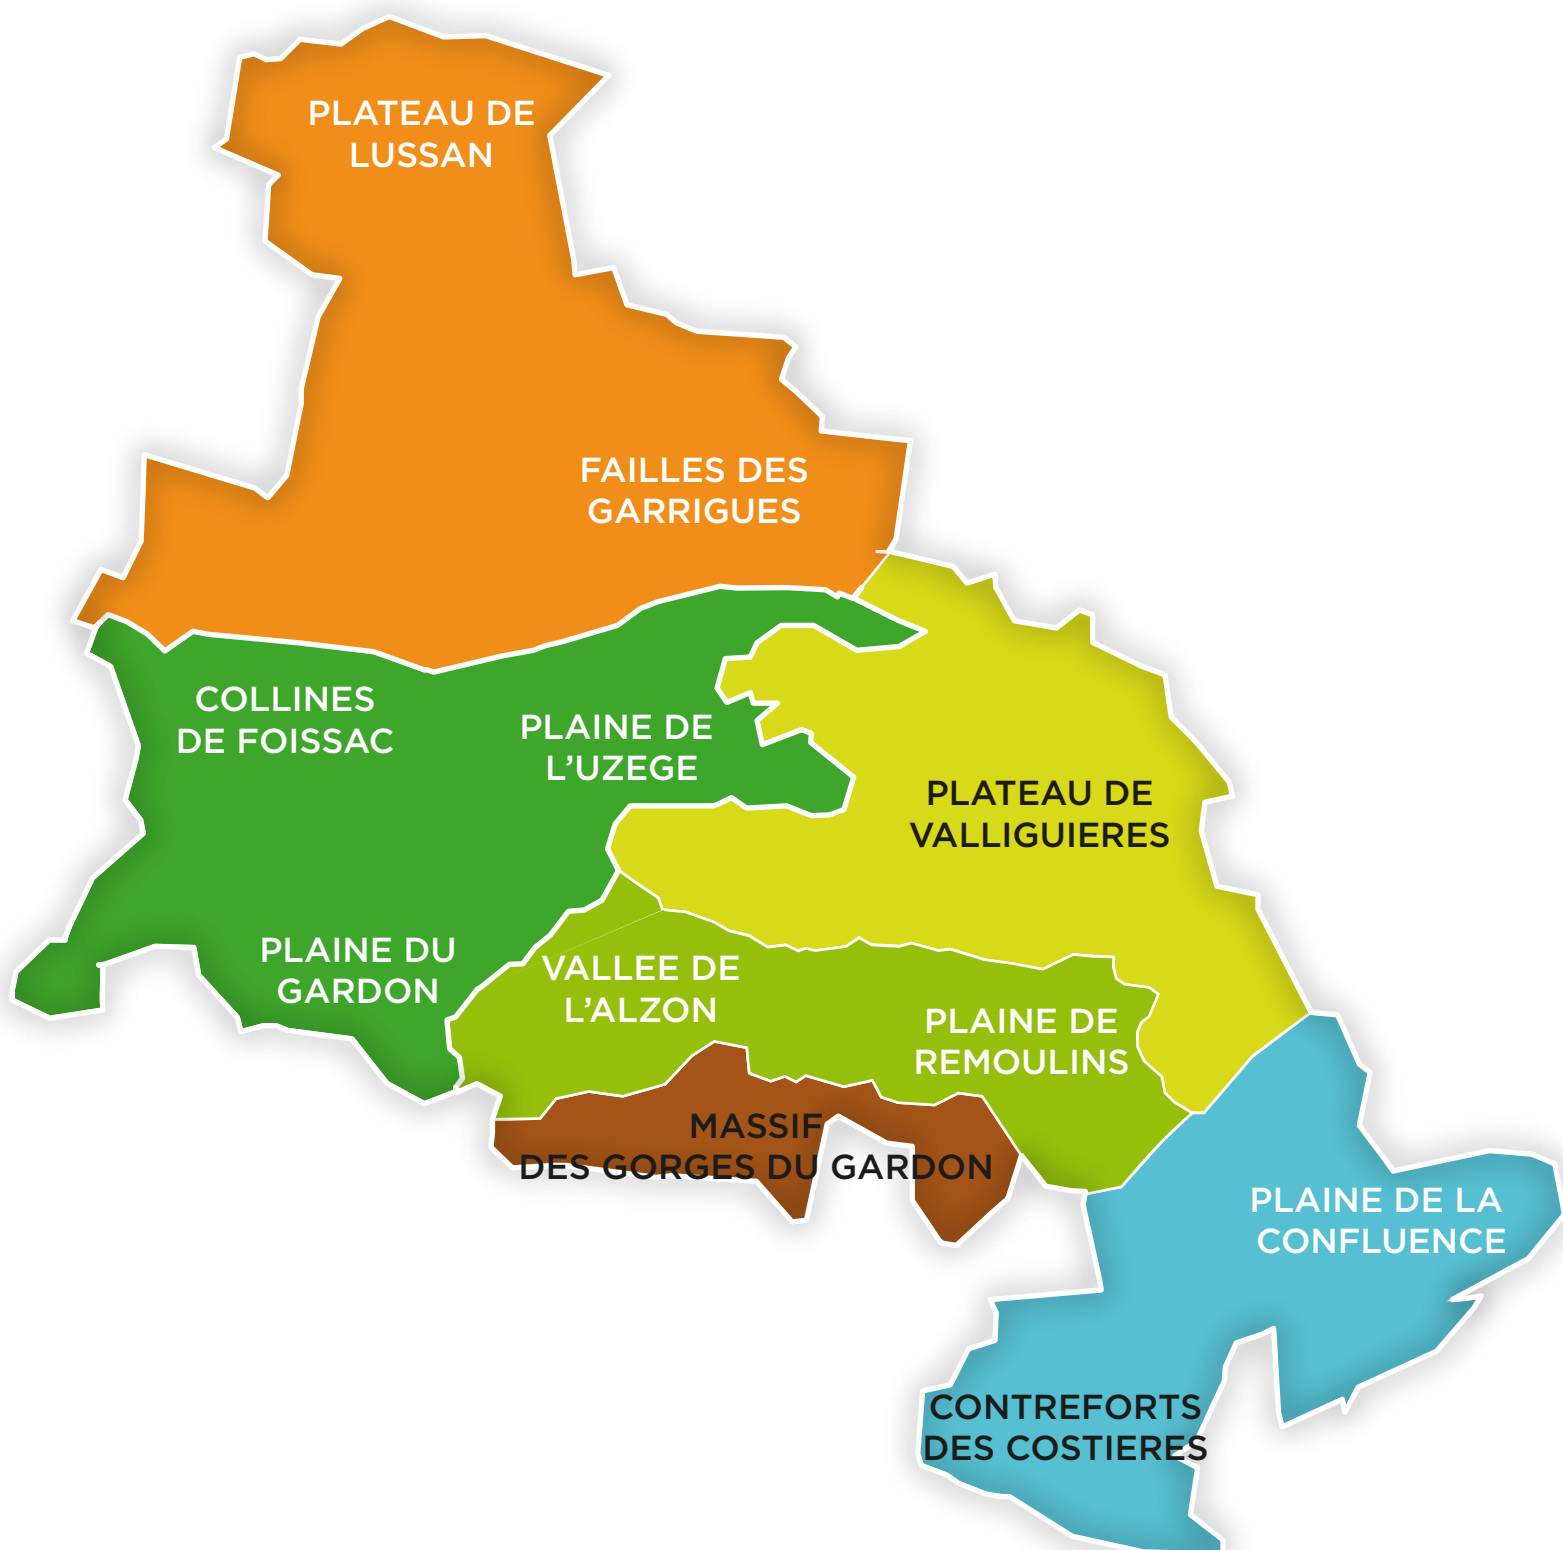 PLATEAU DE
LUSSAN
FAILLES DES
GARRIGUES
COLLINES
DE FOISSAC
PLAINE DE
L'UZEGE
PLATEAU DE
VALLIGUIERES
PLAINE DU
GARDON
VALLEE DE
L'ALZON
PLAINE DE
REMOULINS
MASSIF
DES GORGES DU GARDON
PLAINE DE LA
CONFLUENCE
CONTREFORTS
DES COSTIERES